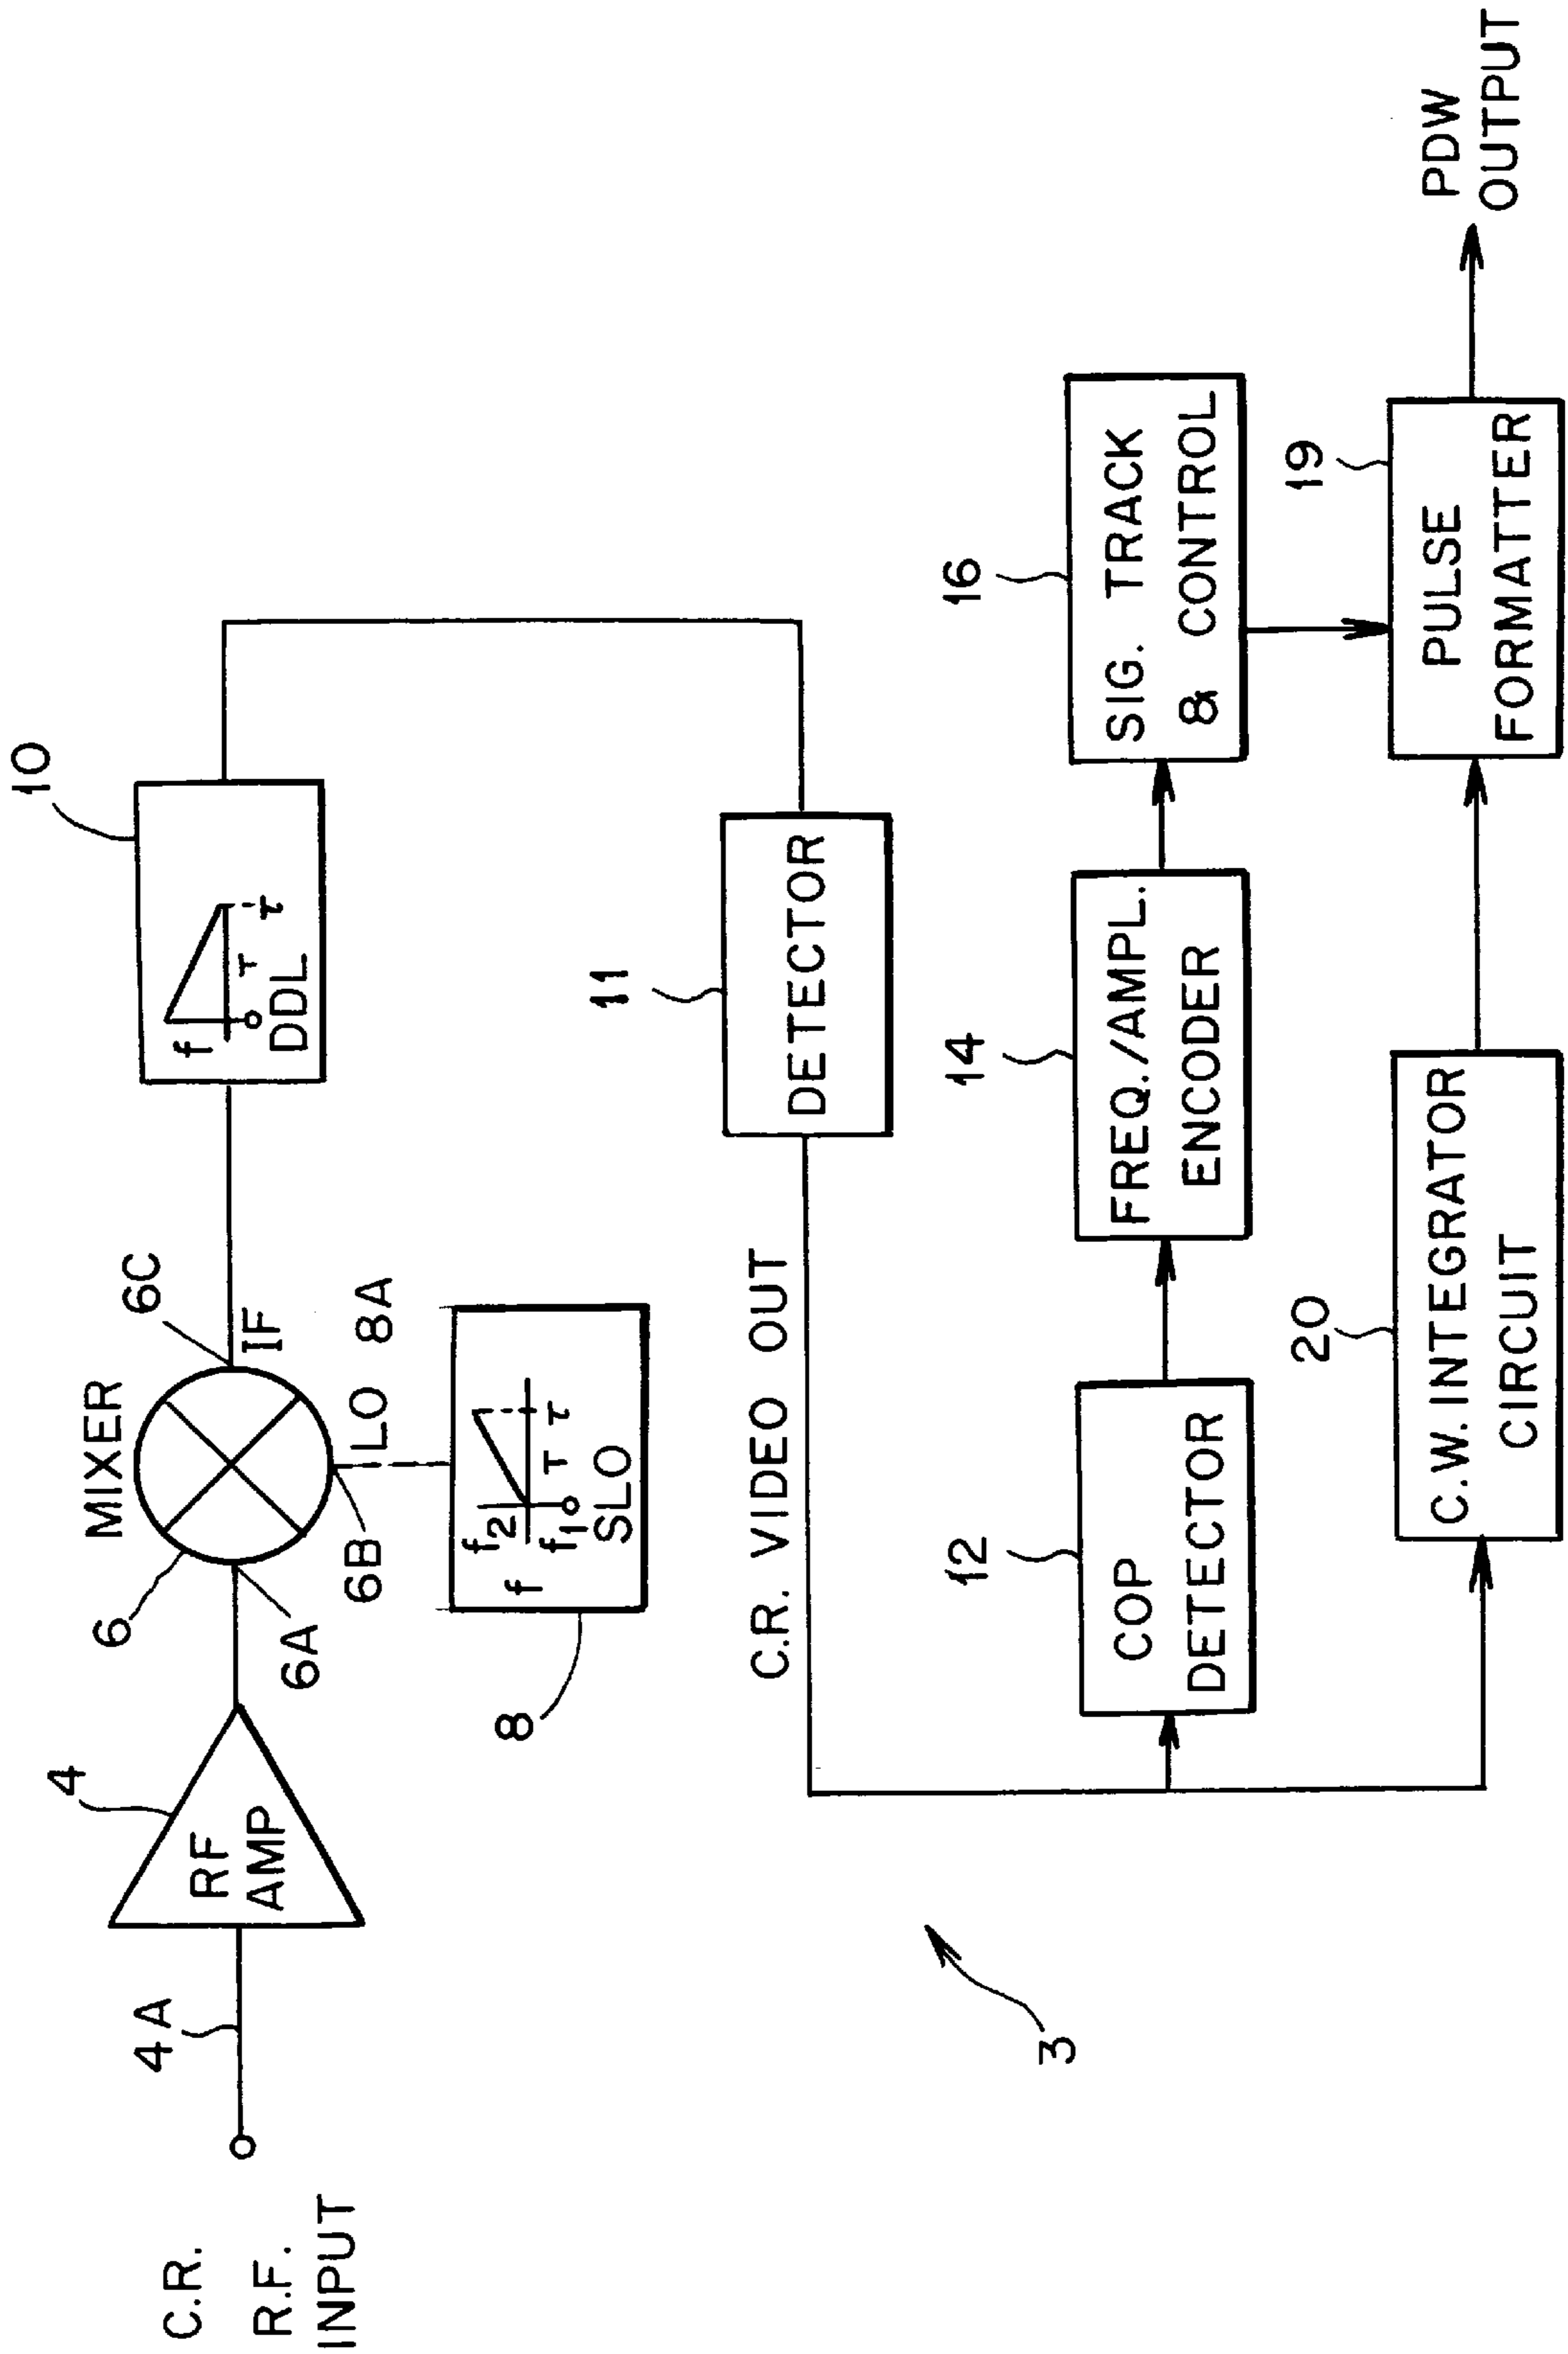 C.R.
R.F.
INPUT
4A
4
RF
AMP
MIXER
6
6A
6B
6C
IF
LO
8A
8
f2
f
f1
T
τ
SLO
10
f
T
τ
DDL
11
DETECTOR
C.R. VIDEO OUT
3
12
COP
DETECTOR
14
FREQ./AMPL.
ENCODER
16
SIG. TRACK
& CONTROL
20
C.W. INTEGRATOR
CIRCUIT
19
PULSE
FORMATTER
PDW
OUTPUT